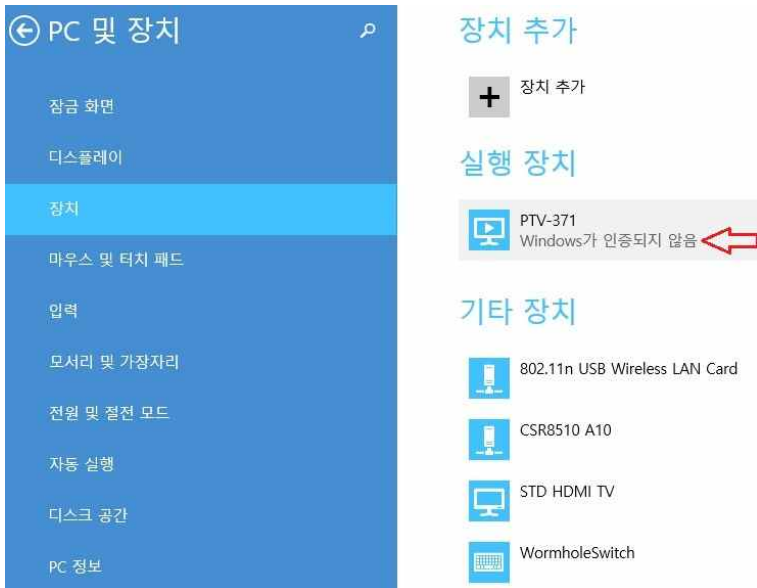 PC 및 장치
잠금 화면
디스플레이
장치
마우스 및 터치 패드
입력
모서리 및 가장자리
전원 및 절전 모드
자동 실행
디스크 공간
PC 정보
장치 추가
장치 추가
실행 장치
PTV-371
Windows가 인증되지 않음
기타 장치
802.11n USB Wireless LAN Card
CSR8510 A10
STD HDMI TV
WormholeSwitch